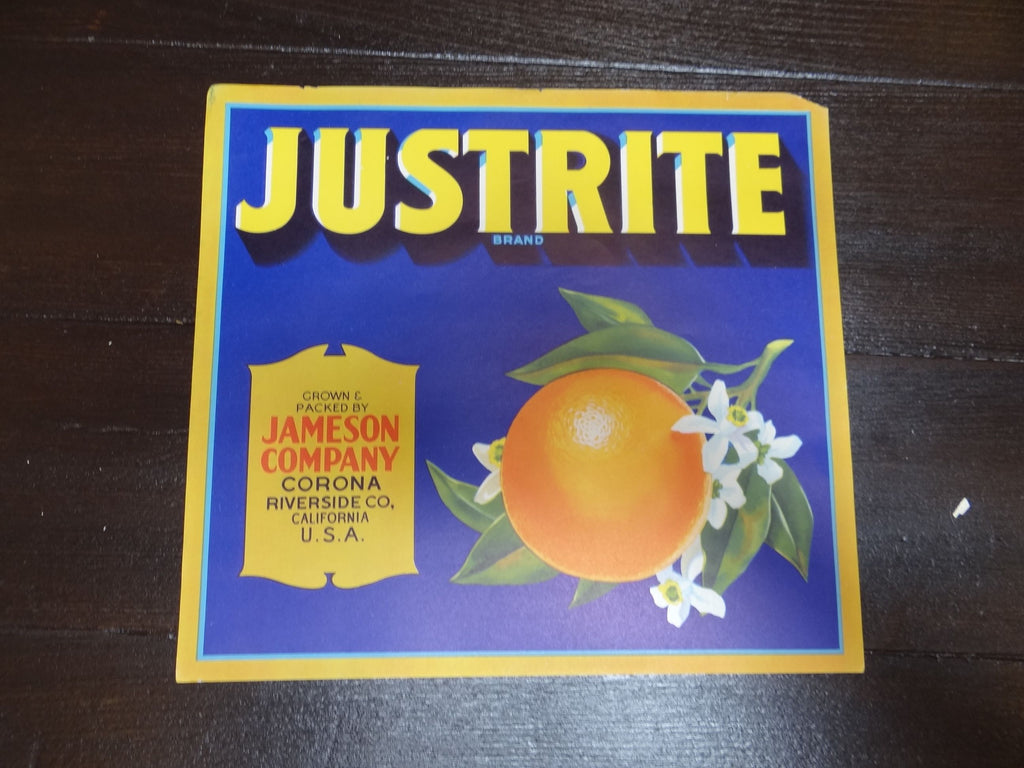 JUSTRITE
BRAND
GROWN &
PACKED BY
JAMESON
COMPANY
CORONA
RIVERSIDE CO,
CALIFORNIA
U.S.A.